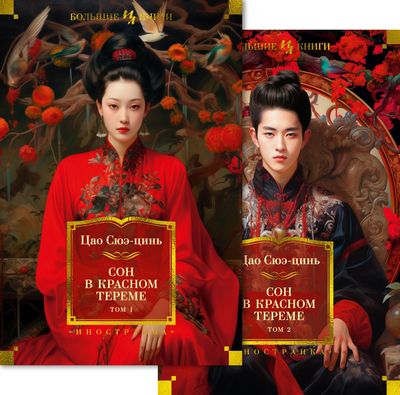 БОЛЬШИЕ КНИГИ
Цао Сюэ-цинь
СОН
В КРАСНОМ
ТЕРЕМЕ
ТОМ 1
ИНОСТРАНКА
КНИГИ
Цао Сюэ-цинь
СОН
В КРАСНОМ
ТЕРЕМЕ
ТОМ 2
ИНОСТРАНКА